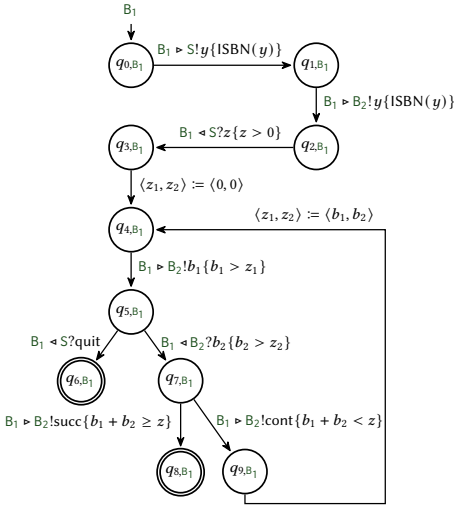 B₁
B₁ ▹ S!y{ISBN(y)}
q₀,B₁
q₁,B₁
B₁ ▹ B₂!y{ISBN(y)}
B₁ ◃ S?z{z > 0}
q₃,B₁
q₂,B₁
⟨z₁, z₂⟩ := ⟨0, 0⟩
⟨z₁, z₂⟩ := ⟨b₁, b₂⟩
q₄,B₁
B₁ ▹ B₂!b₁{b₁ > z₁}
q₅,B₁
B₁ ◃ S?quit
B₁ ◃ B₂?b₂{b₂ > z₂}
q₆,B₁
q₇,B₁
B₁ ▹ B₂!succ{b₁ + b₂ ≥ z}
B₁ ▹ B₂!cont{b₁ + b₂ < z}
q₈,B₁
q₉,B₁